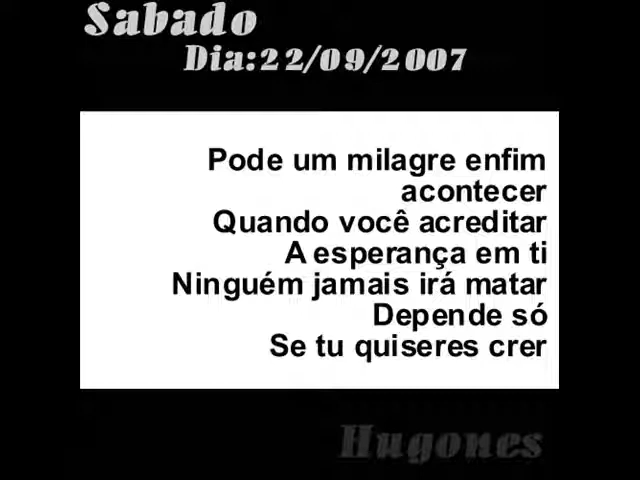 Sabado
Dia:22/09/2007
Pode um milagre enfim
acontecer
Quando você acreditar
A esperança em ti
Ninguém jamais irá matar
Depende só
Se tu quiseres crer
Hugones